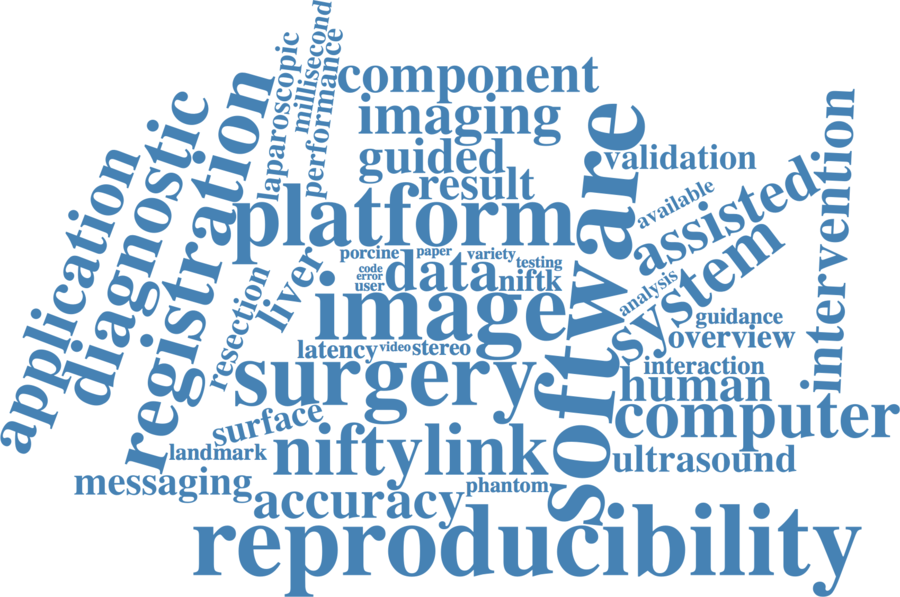 millisecond
laparoscopic
performance
component
registration
imaging
diagnostic
application
software
intervention
guided
validation
result
assisted
platform
available
system
porcine
paper
variety
testing
liver
code
error
user
data
niftk
resection
image
analysis
guidance
overview
latency
video
stereo
surgery
interaction
human
surface
computer
niftylink
landmark
ultrasound
messaging
accuracy
phantom
reproducibility